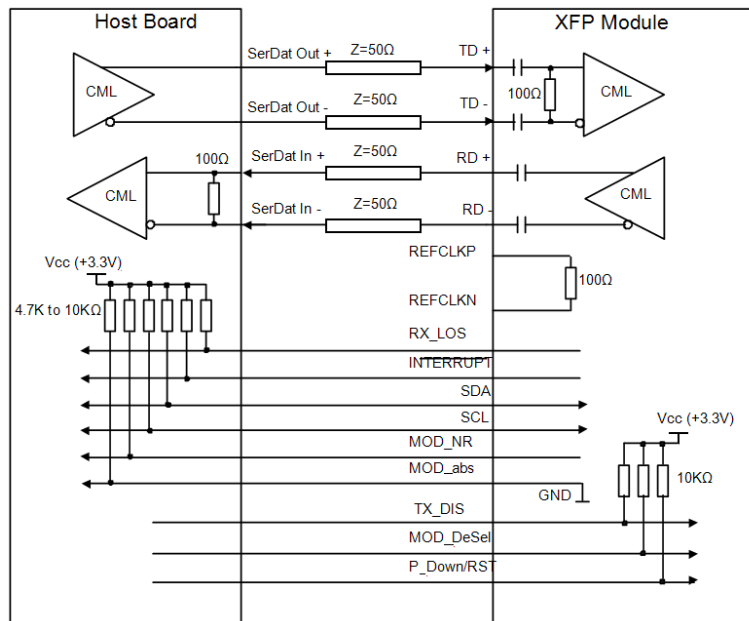 Host Board
XFP Module
SerDat Out +
Z=50Ω
TD +
CML
100Ω
CML
SerDat Out -
Z=50Ω
TD -
100Ω
SerDat In +
Z=50Ω
RD +
CML
CML
SerDat In -
Z=50Ω
RD -
Vcc (+3.3V)
REFCLKP
100Ω
4.7K to 10KΩ
REFCLKN
RX_LOS
INTERRUPT
SDA
SCL
Vcc (+3.3V)
MOD_NR
MOD_abs
10KΩ
GND
TX_DIS
MOD_DeSel
P_Down/RST